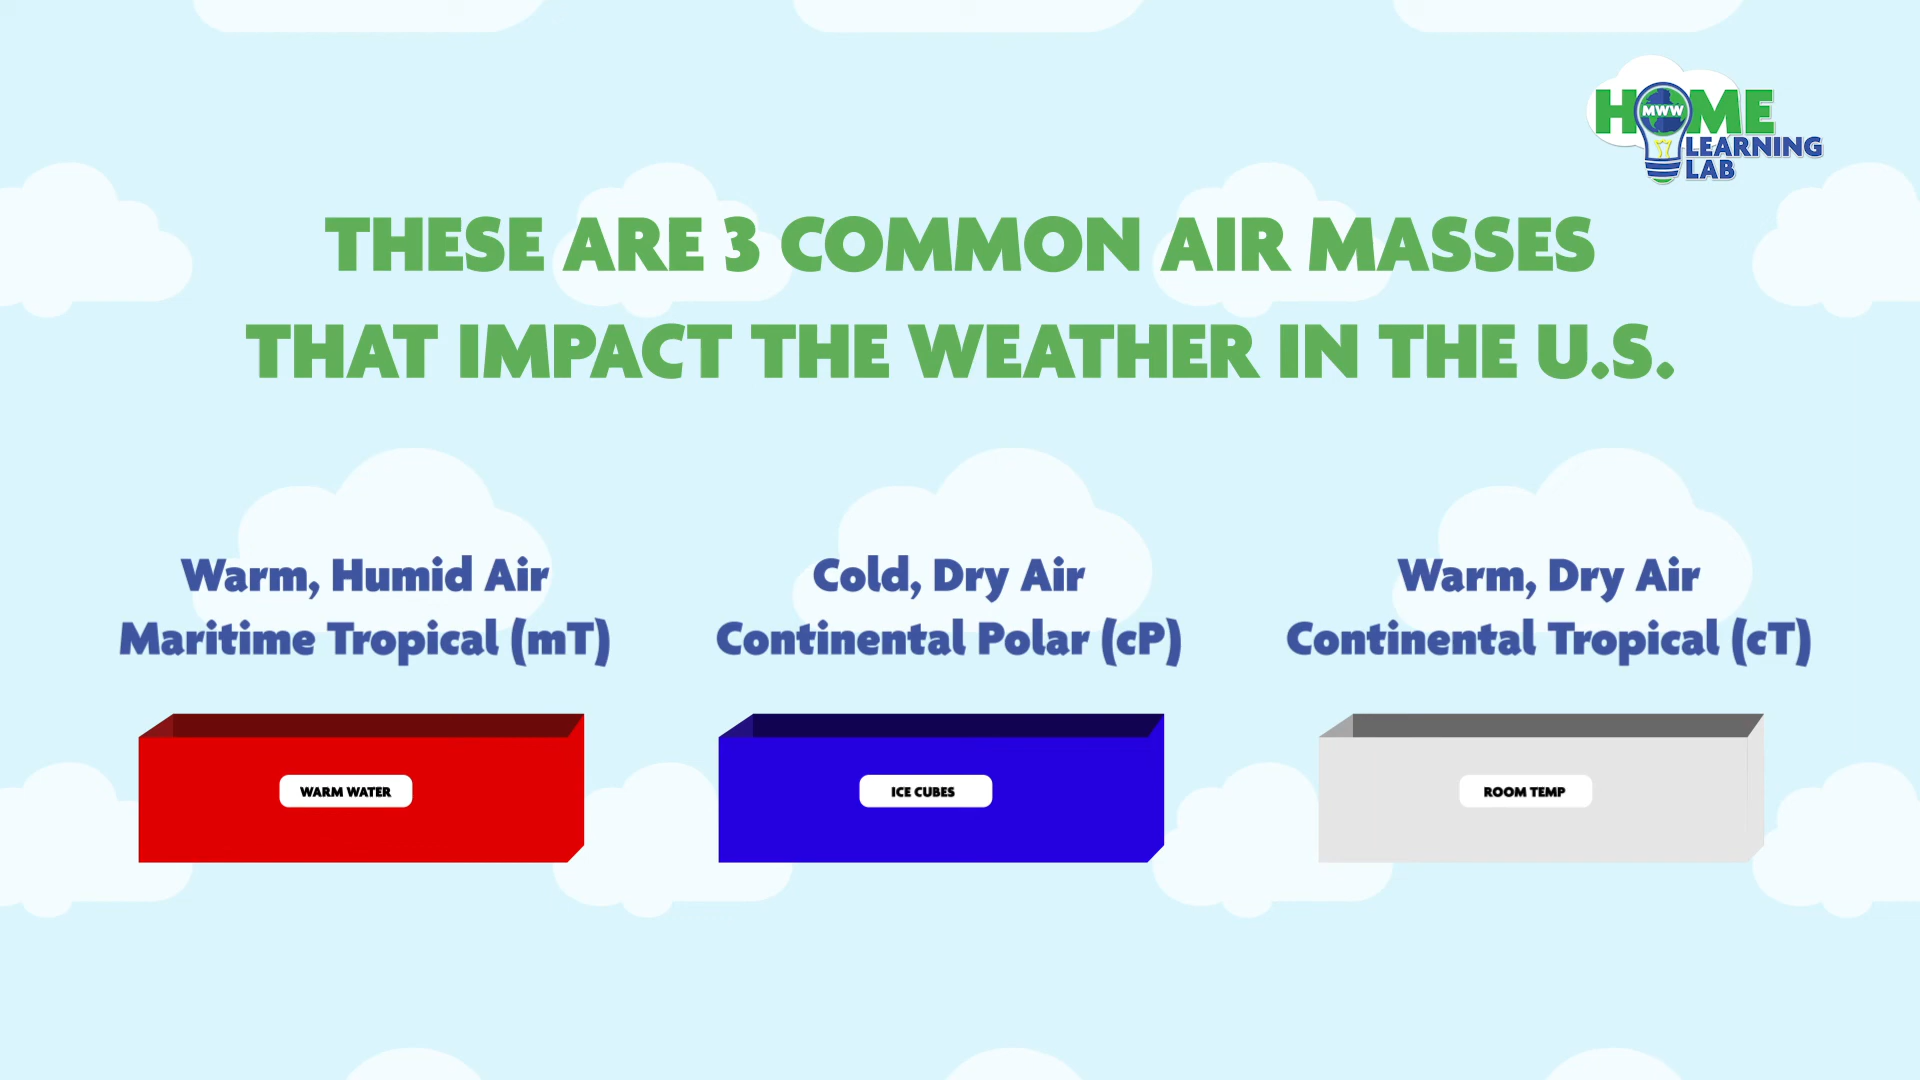 HOME
MWW
LEARNING
LAB
THESE ARE 3 COMMON AIR MASSES
THAT IMPACT THE WEATHER IN THE U.S.
Warm, Humid Air
Maritime Tropical (mT)
Cold, Dry Air
Continental Polar (cP)
Warm, Dry Air
Continental Tropical (cT)
WARM WATER
ICE CUBES
ROOM TEMP